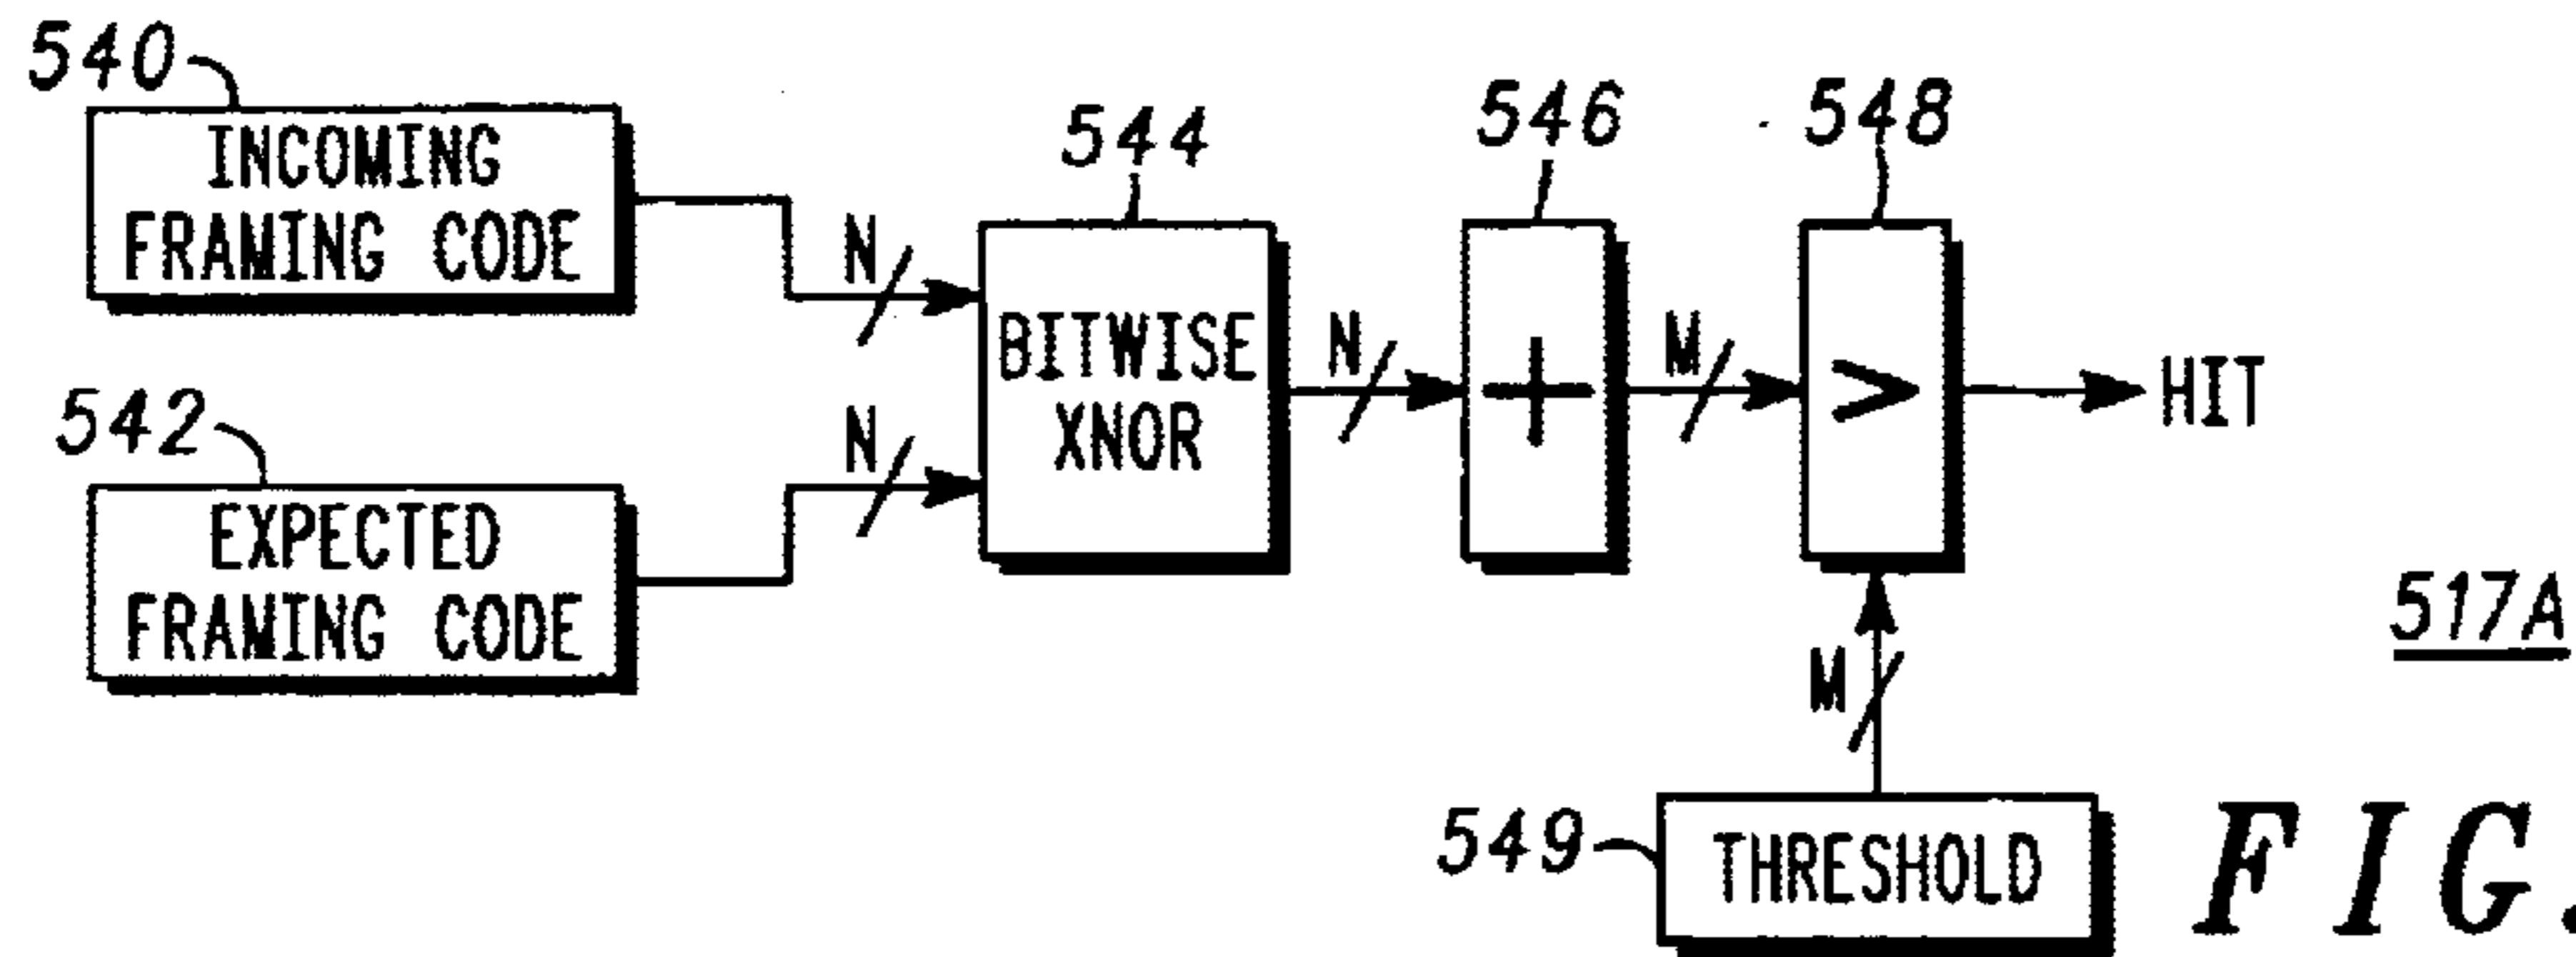 540
INCOMING
FRAMING CODE
542
EXPECTED
FRAMING CODE
N
N
544
BITWISE
XNOR
N
546
+
M
548
>
HIT
M
549
THRESHOLD
517A
FIG.